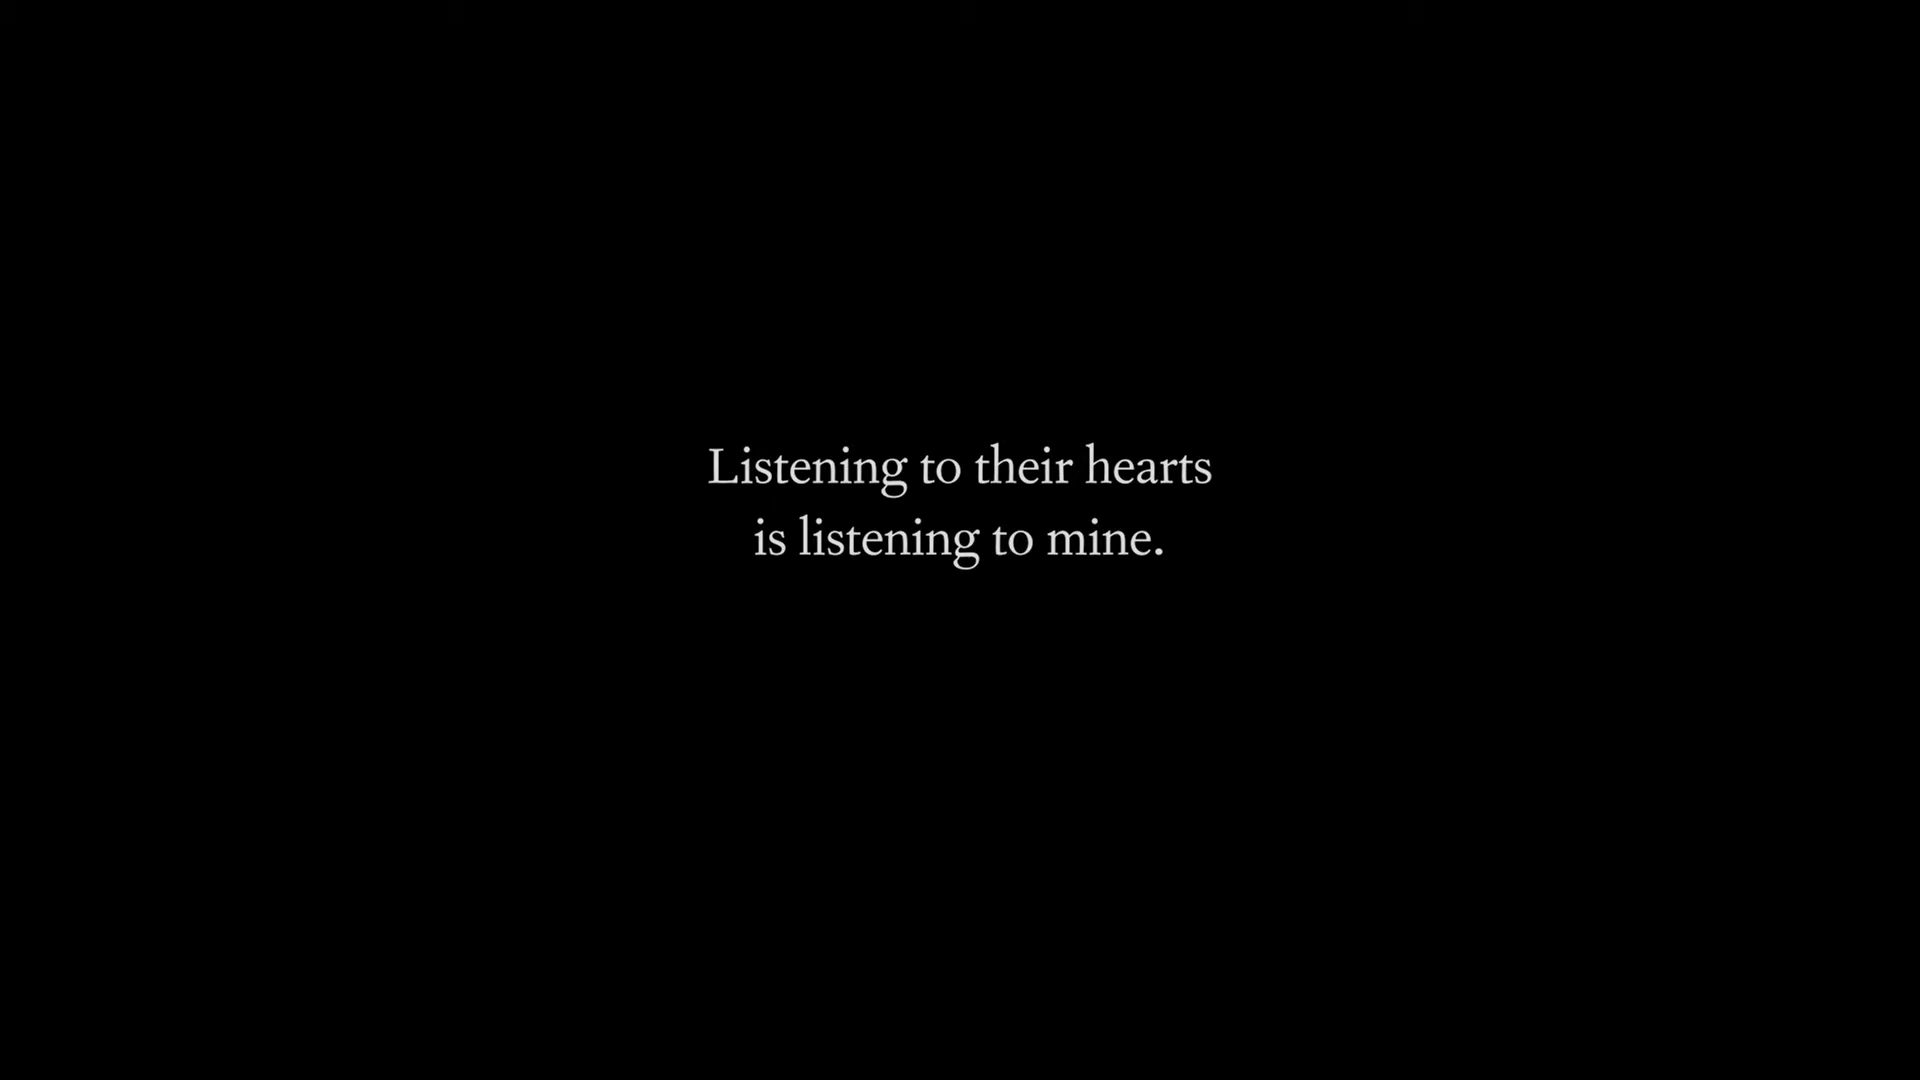 Listening to their hearts
is listening to mine.